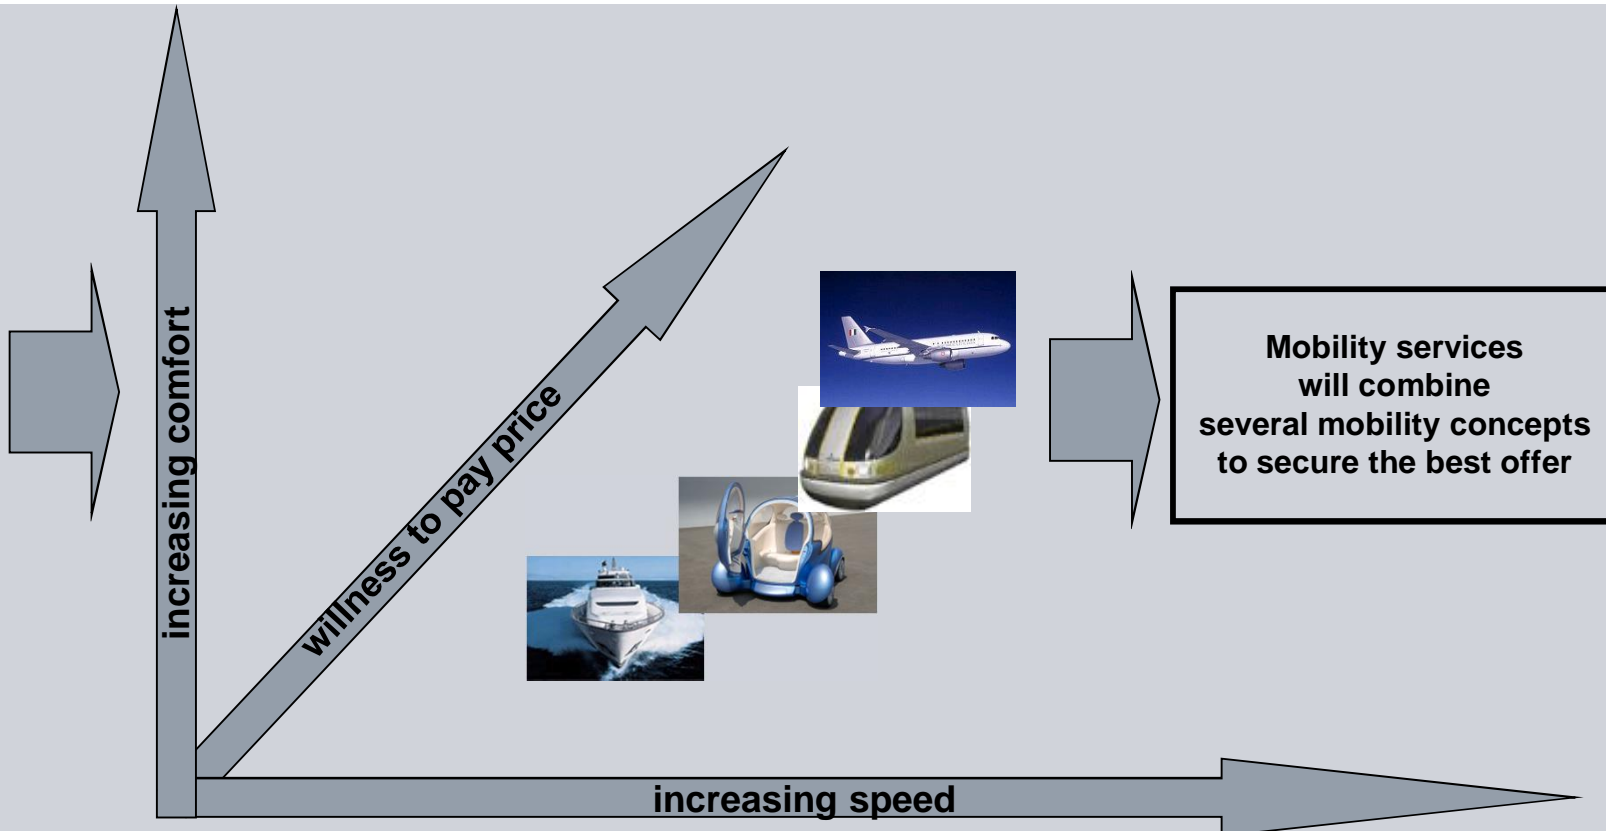 increasing comfort
willness to pay price
Mobility services
will combine
several mobility concepts
to secure the best offer
increasing speed